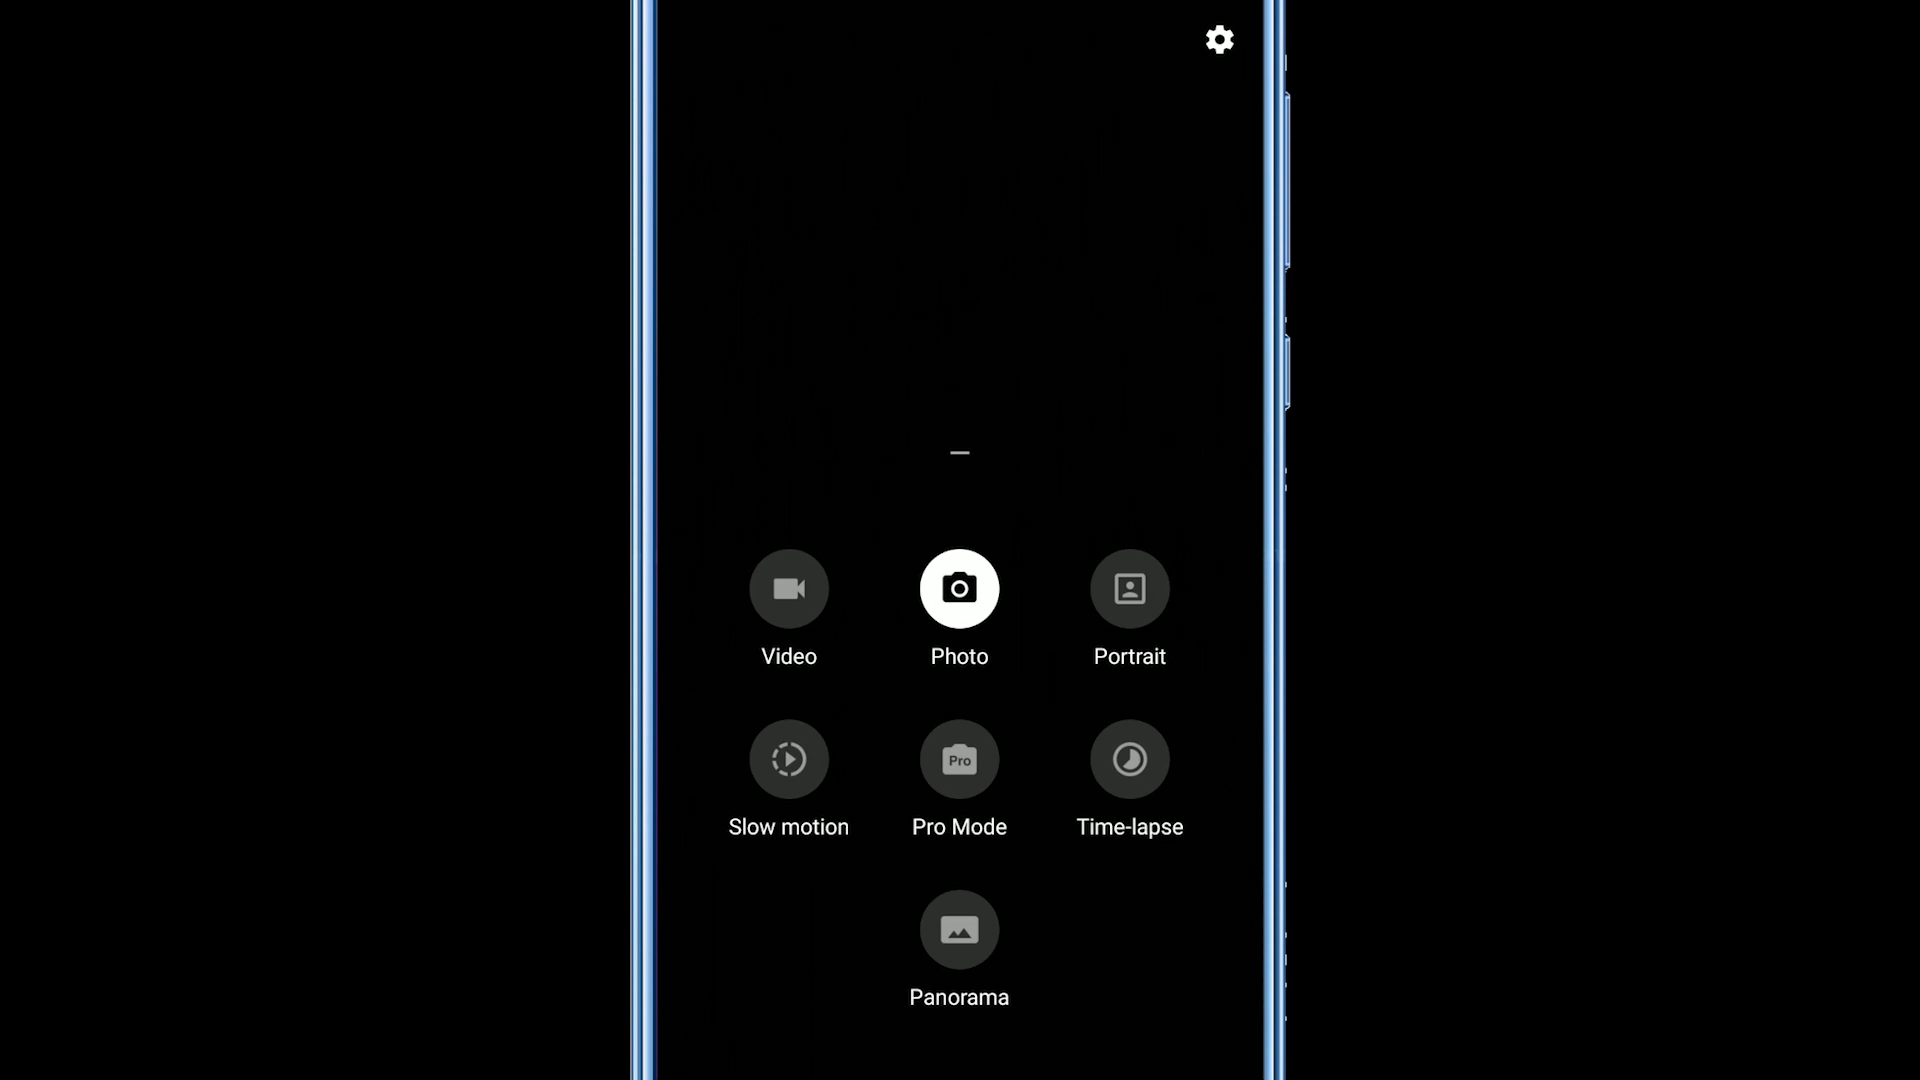 Video
Photo
Portrait
Slow motion
Pro
Pro Mode
Time-lapse
Panorama